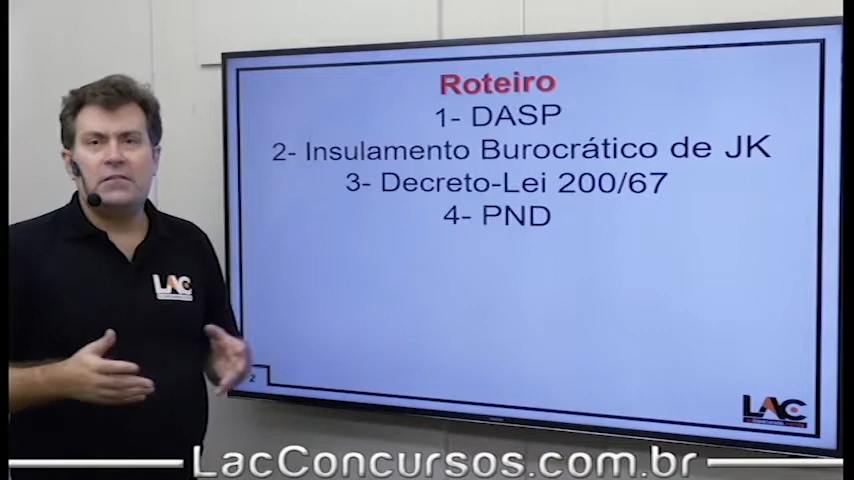 Roteiro
1- DASP
2- Insulamento Burocrático de JK
3- Decreto-Lei 200/67
4- PND
LAC
2
LAC
LacConcursos.com.br